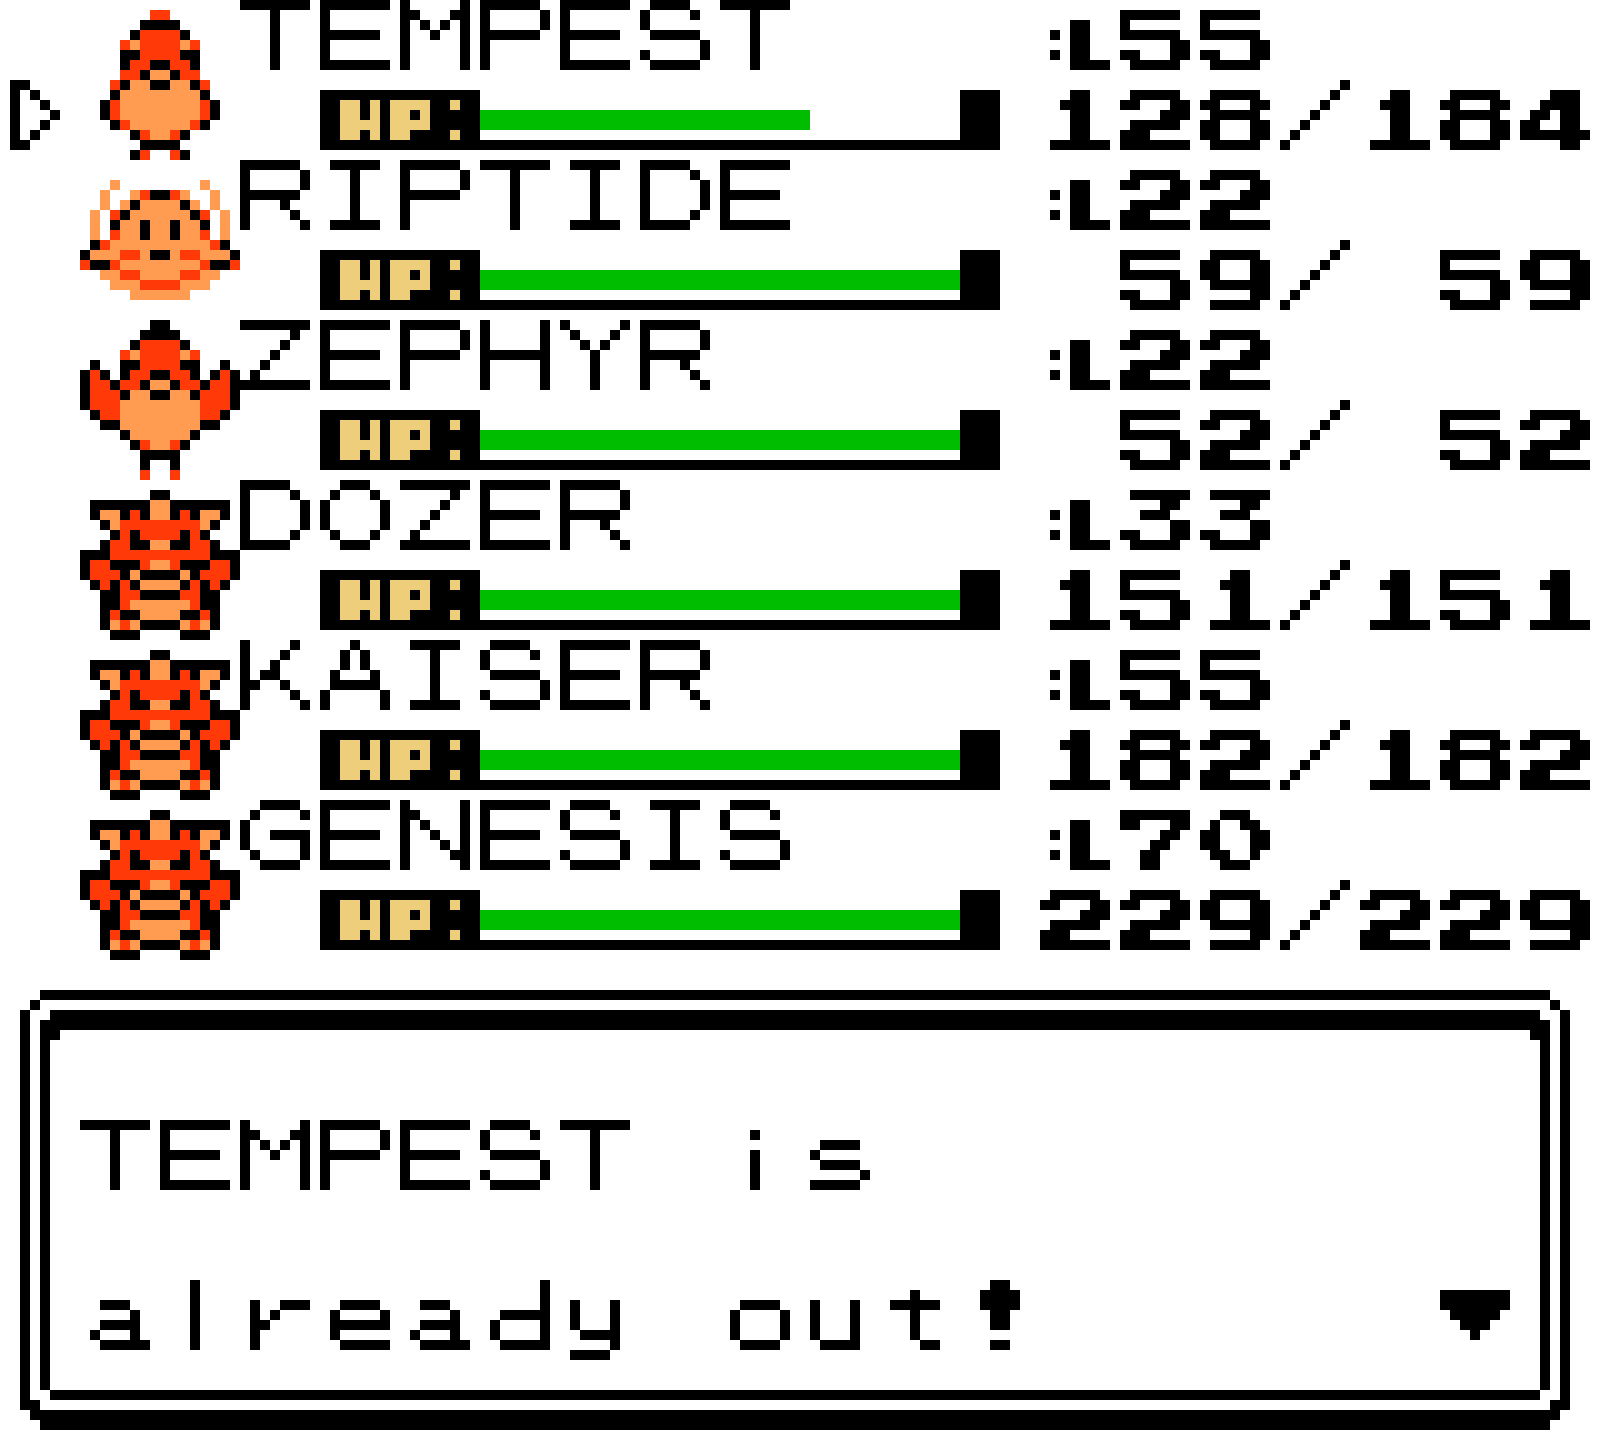 TEMPEST :L55
HP: 128/184
RIPTIDE :L22
HP: 59/ 59
ZEPHYR :L22
HP: 52/ 52
DOZER :L33
HP: 151/151
KAISER :L55
HP: 182/182
GENESIS :L70
HP: 229/229
TEMPEST is
already out!